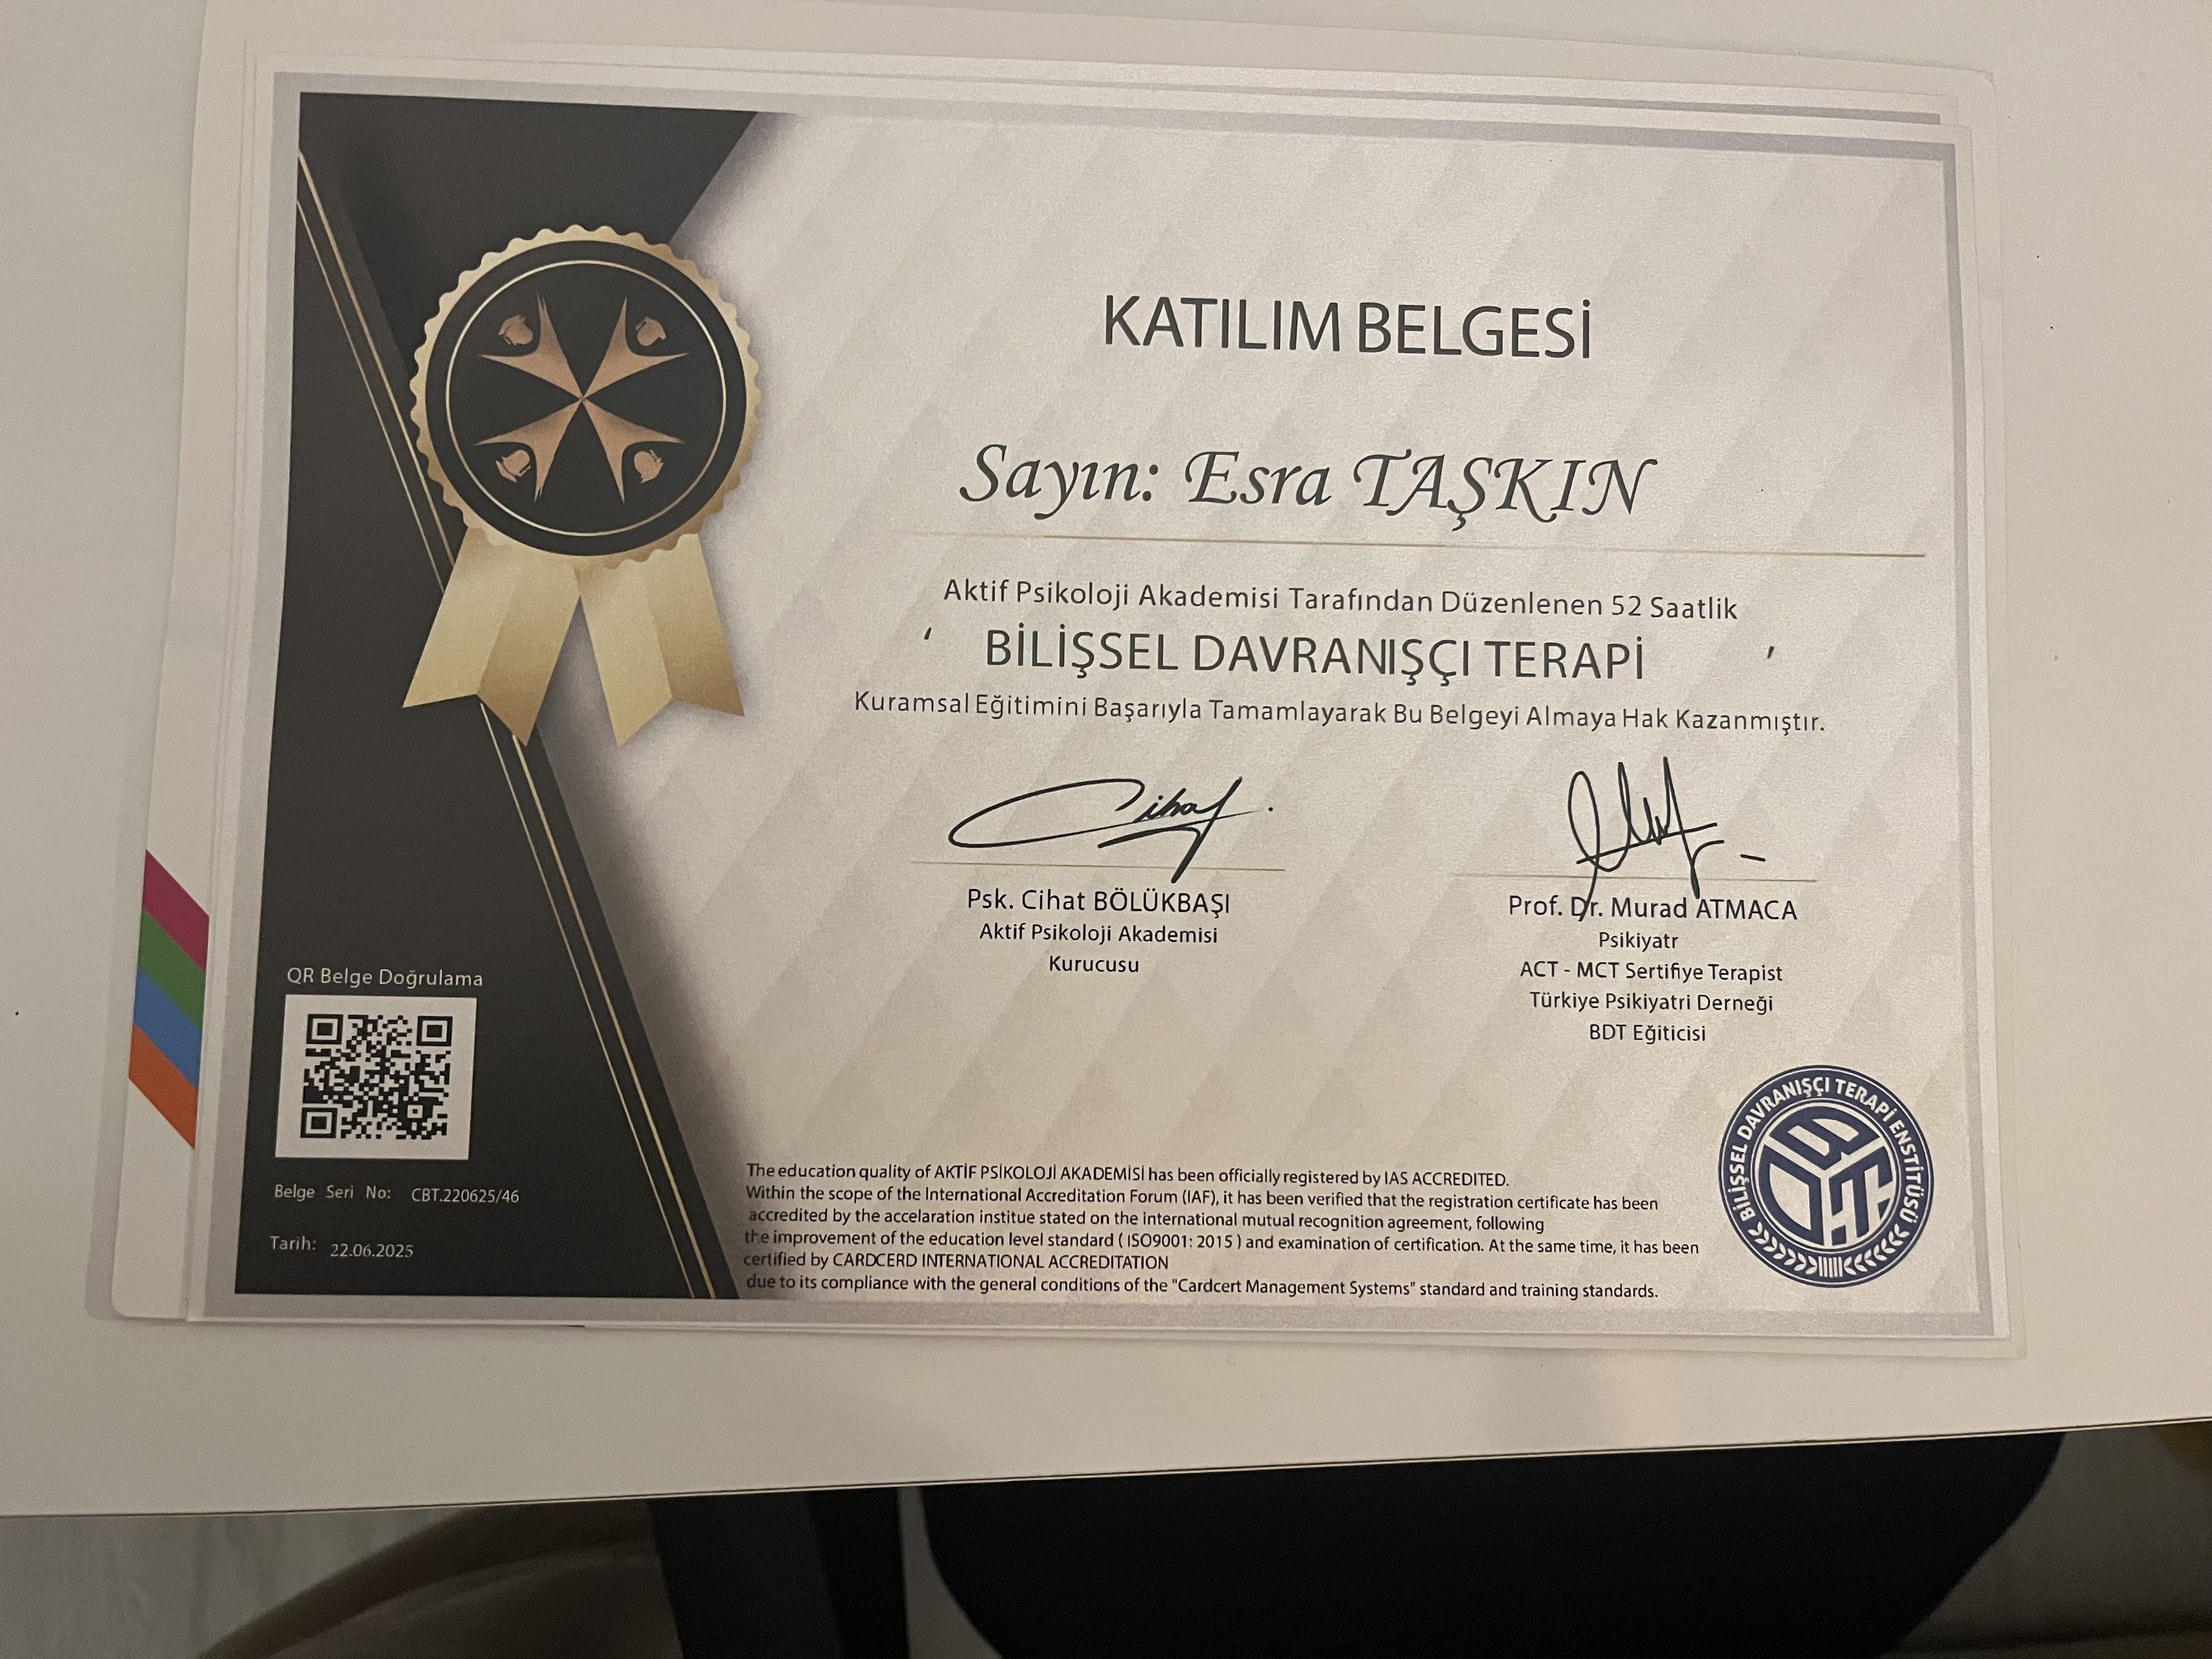 KATILIM BELGESİ
Sayın: Esra TAŞKIN
Aktif Psikoloji Akademisi Tarafından Düzenlenen 52 Saatlik
‘ BİLİŞSEL DAVRANIŞÇI TERAPİ ’
Kuramsal Eğitimini Başarıyla Tamamlayarak Bu Belgeyi Almaya Hak Kazanmıştır.
Cihat
Psk. Cihat BÖLÜKBAŞI
Aktif Psikoloji Akademisi
Kurucusu
Prof. Dr. Murad ATMACA
Psikiyatr
ACT - MCT Sertifiye Terapist
Türkiye Psikiyatri Derneği
BDT Eğiticisi
QR Belge Doğrulama
Belge Seri No: CBT.220625/46
Tarih: 22.06.2025
The education quality of AKTİF PSİKOLOJİ AKADEMİSİ has been officially registered by IAS ACCREDITED.
Within the scope of the International Accreditation Forum (IAF), it has been verified that the registration certificate has been
accredited by the accelaration institue stated on the international mutual recognition agreement, following
the improvement of the education level standard ( ISO9001: 2015 ) and examination of certification. At the same time, it has been
certified by CARDCERD INTERNATIONAL ACCREDITATION
due to its compliance with the general conditions of the "Cardcert Management Systems" standard and training standards.
BİLİŞSEL DAVRANIŞÇI TERAPİ ENSTİTÜSÜ
BDT